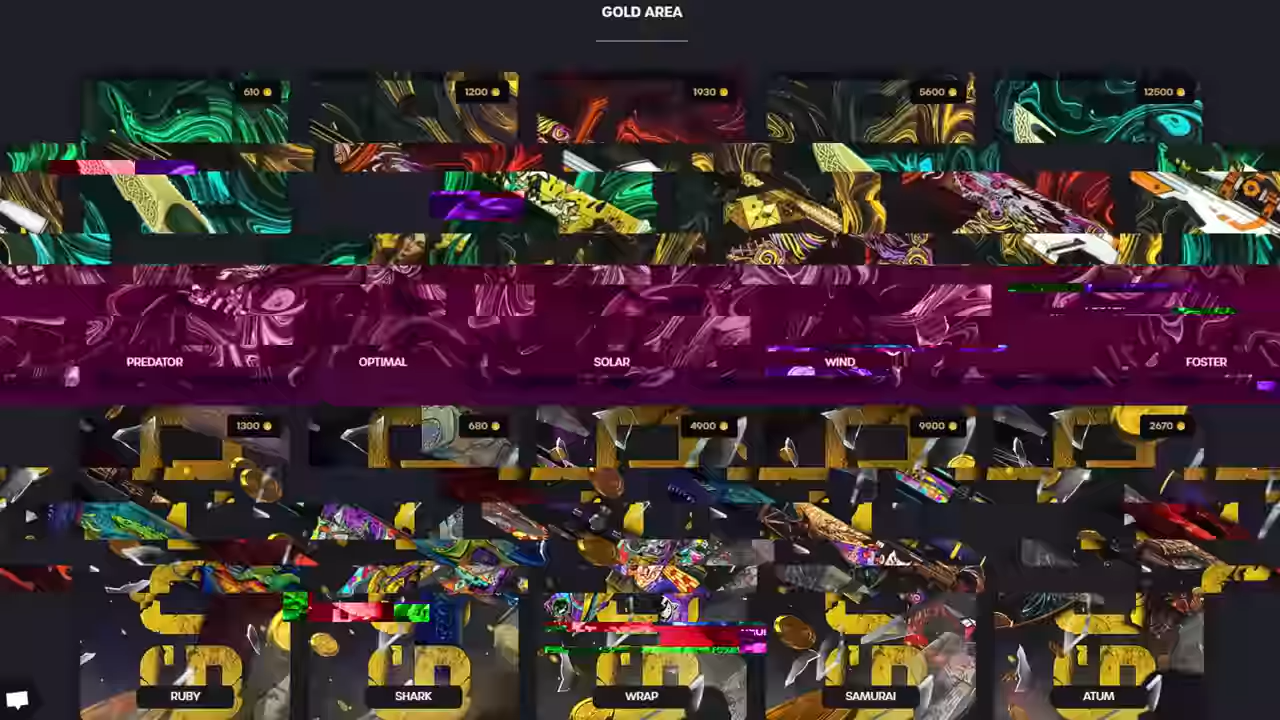 GOLD AREA
610
1200
1930
5600
12500
PREDATOR
OPTIMAL
SOLAR
WIND
FOSTER
1300
680
4900
9900
2670
RUBY
SHARK
WRAP
SAMURAI
ATUM